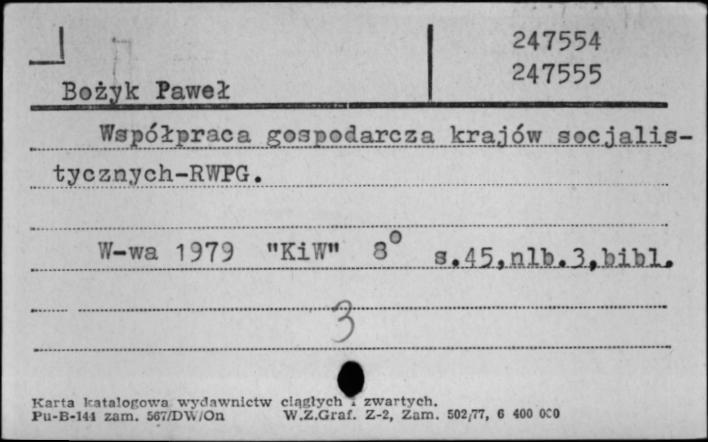 247554
247555
Bożyk Paweł
Współpraca gospodarcza krajów socjalis-
tycznych-RWPG.
W-wa 1979 "KiW" 8° s.45,nlb.3,bibl.
3
Karta katalogowa wydawnictw ciągłych i zwartych.
Pu-B-144 zam. 567/DW/On W.Z.Graf. Z-2, Zam. 502/77, 6 400 000